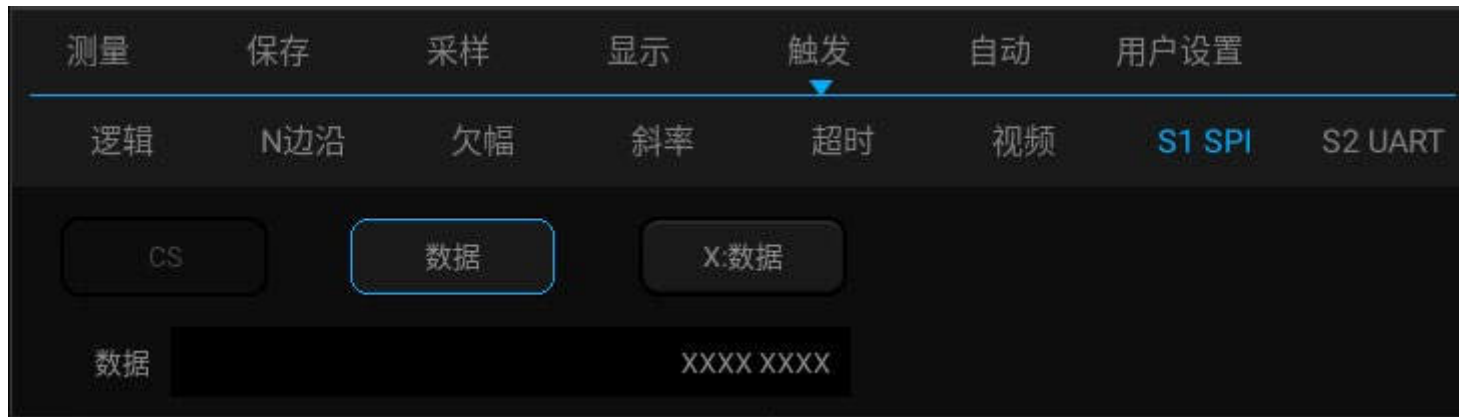 测量 保存 采样 显示 触发 自动 用户设置
逻辑 N边沿 欠幅 斜率 超时 视频 S1 SPI S2 UART
CS 数据 X:数据
数据 XXXX XXXX